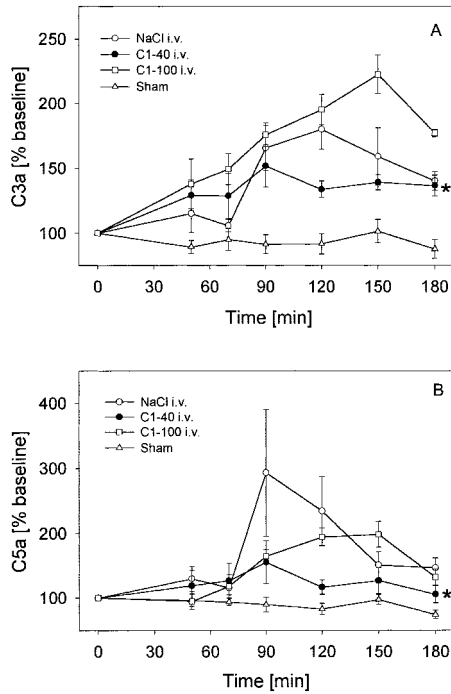 A
NaCl i.v.
C1-40 i.v.
C1-100 i.v.
Sham
C3a [% baseline]
250
200
150
100
*
0 30 60 90 120 150 180
Time [min]
B
NaCl i.v.
C1-40 i.v.
C1-100 i.v.
Sham
C5a [% baseline]
400
300
200
100
*
0 30 60 90 120 150 180
Time [min]